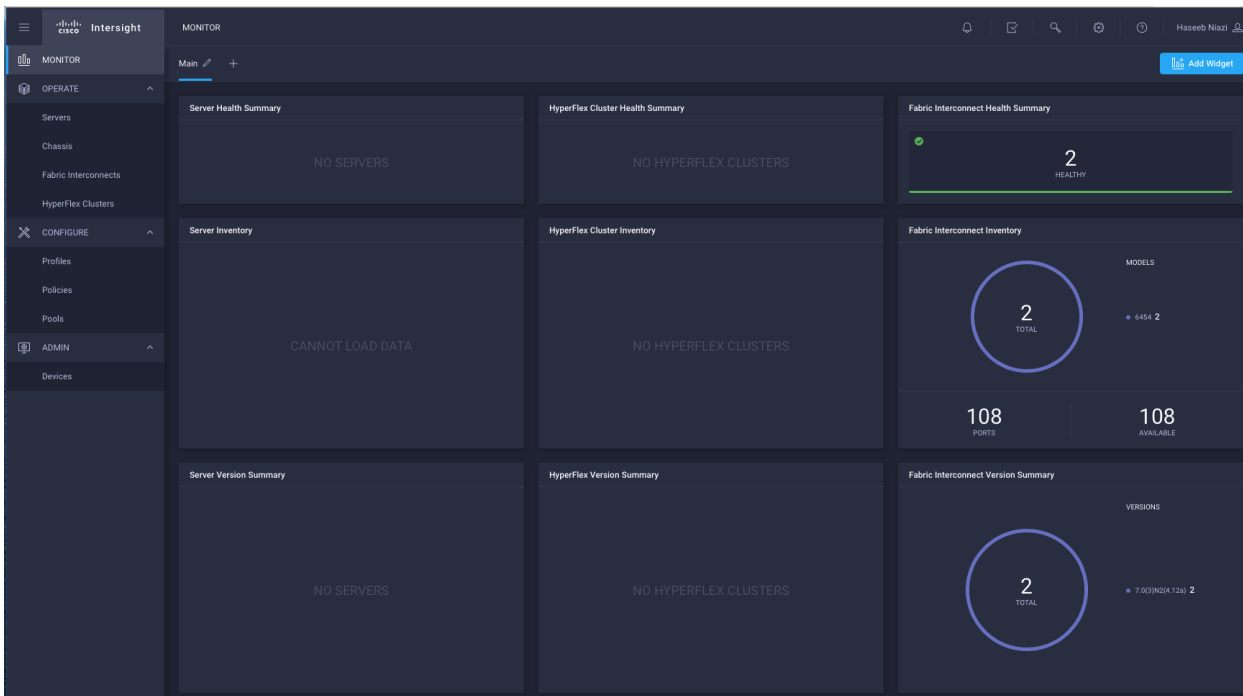 cisco Intersight
MONITOR
Haseeb Niazi
MONITOR
OPERATE
Servers
Chassis
Fabric Interconnects
HyperFlex Clusters
CONFIGURE
Profiles
Policies
Pools
ADMIN
Devices
Main
Add Widget
Server Health Summary
NO SERVERS
HyperFlex Cluster Health Summary
NO HYPERFLEX CLUSTERS
Fabric Interconnect Health Summary
2
HEALTHY
Server Inventory
CANNOT LOAD DATA
HyperFlex Cluster Inventory
NO HYPERFLEX CLUSTERS
Fabric Interconnect Inventory
2
TOTAL
MODELS
6454 2
108
PORTS
108
AVAILABLE
Server Version Summary
NO SERVERS
HyperFlex Version Summary
NO HYPERFLEX CLUSTERS
Fabric Interconnect Version Summary
2
TOTAL
VERSIONS
7.0(3)N2(4.12a) 2